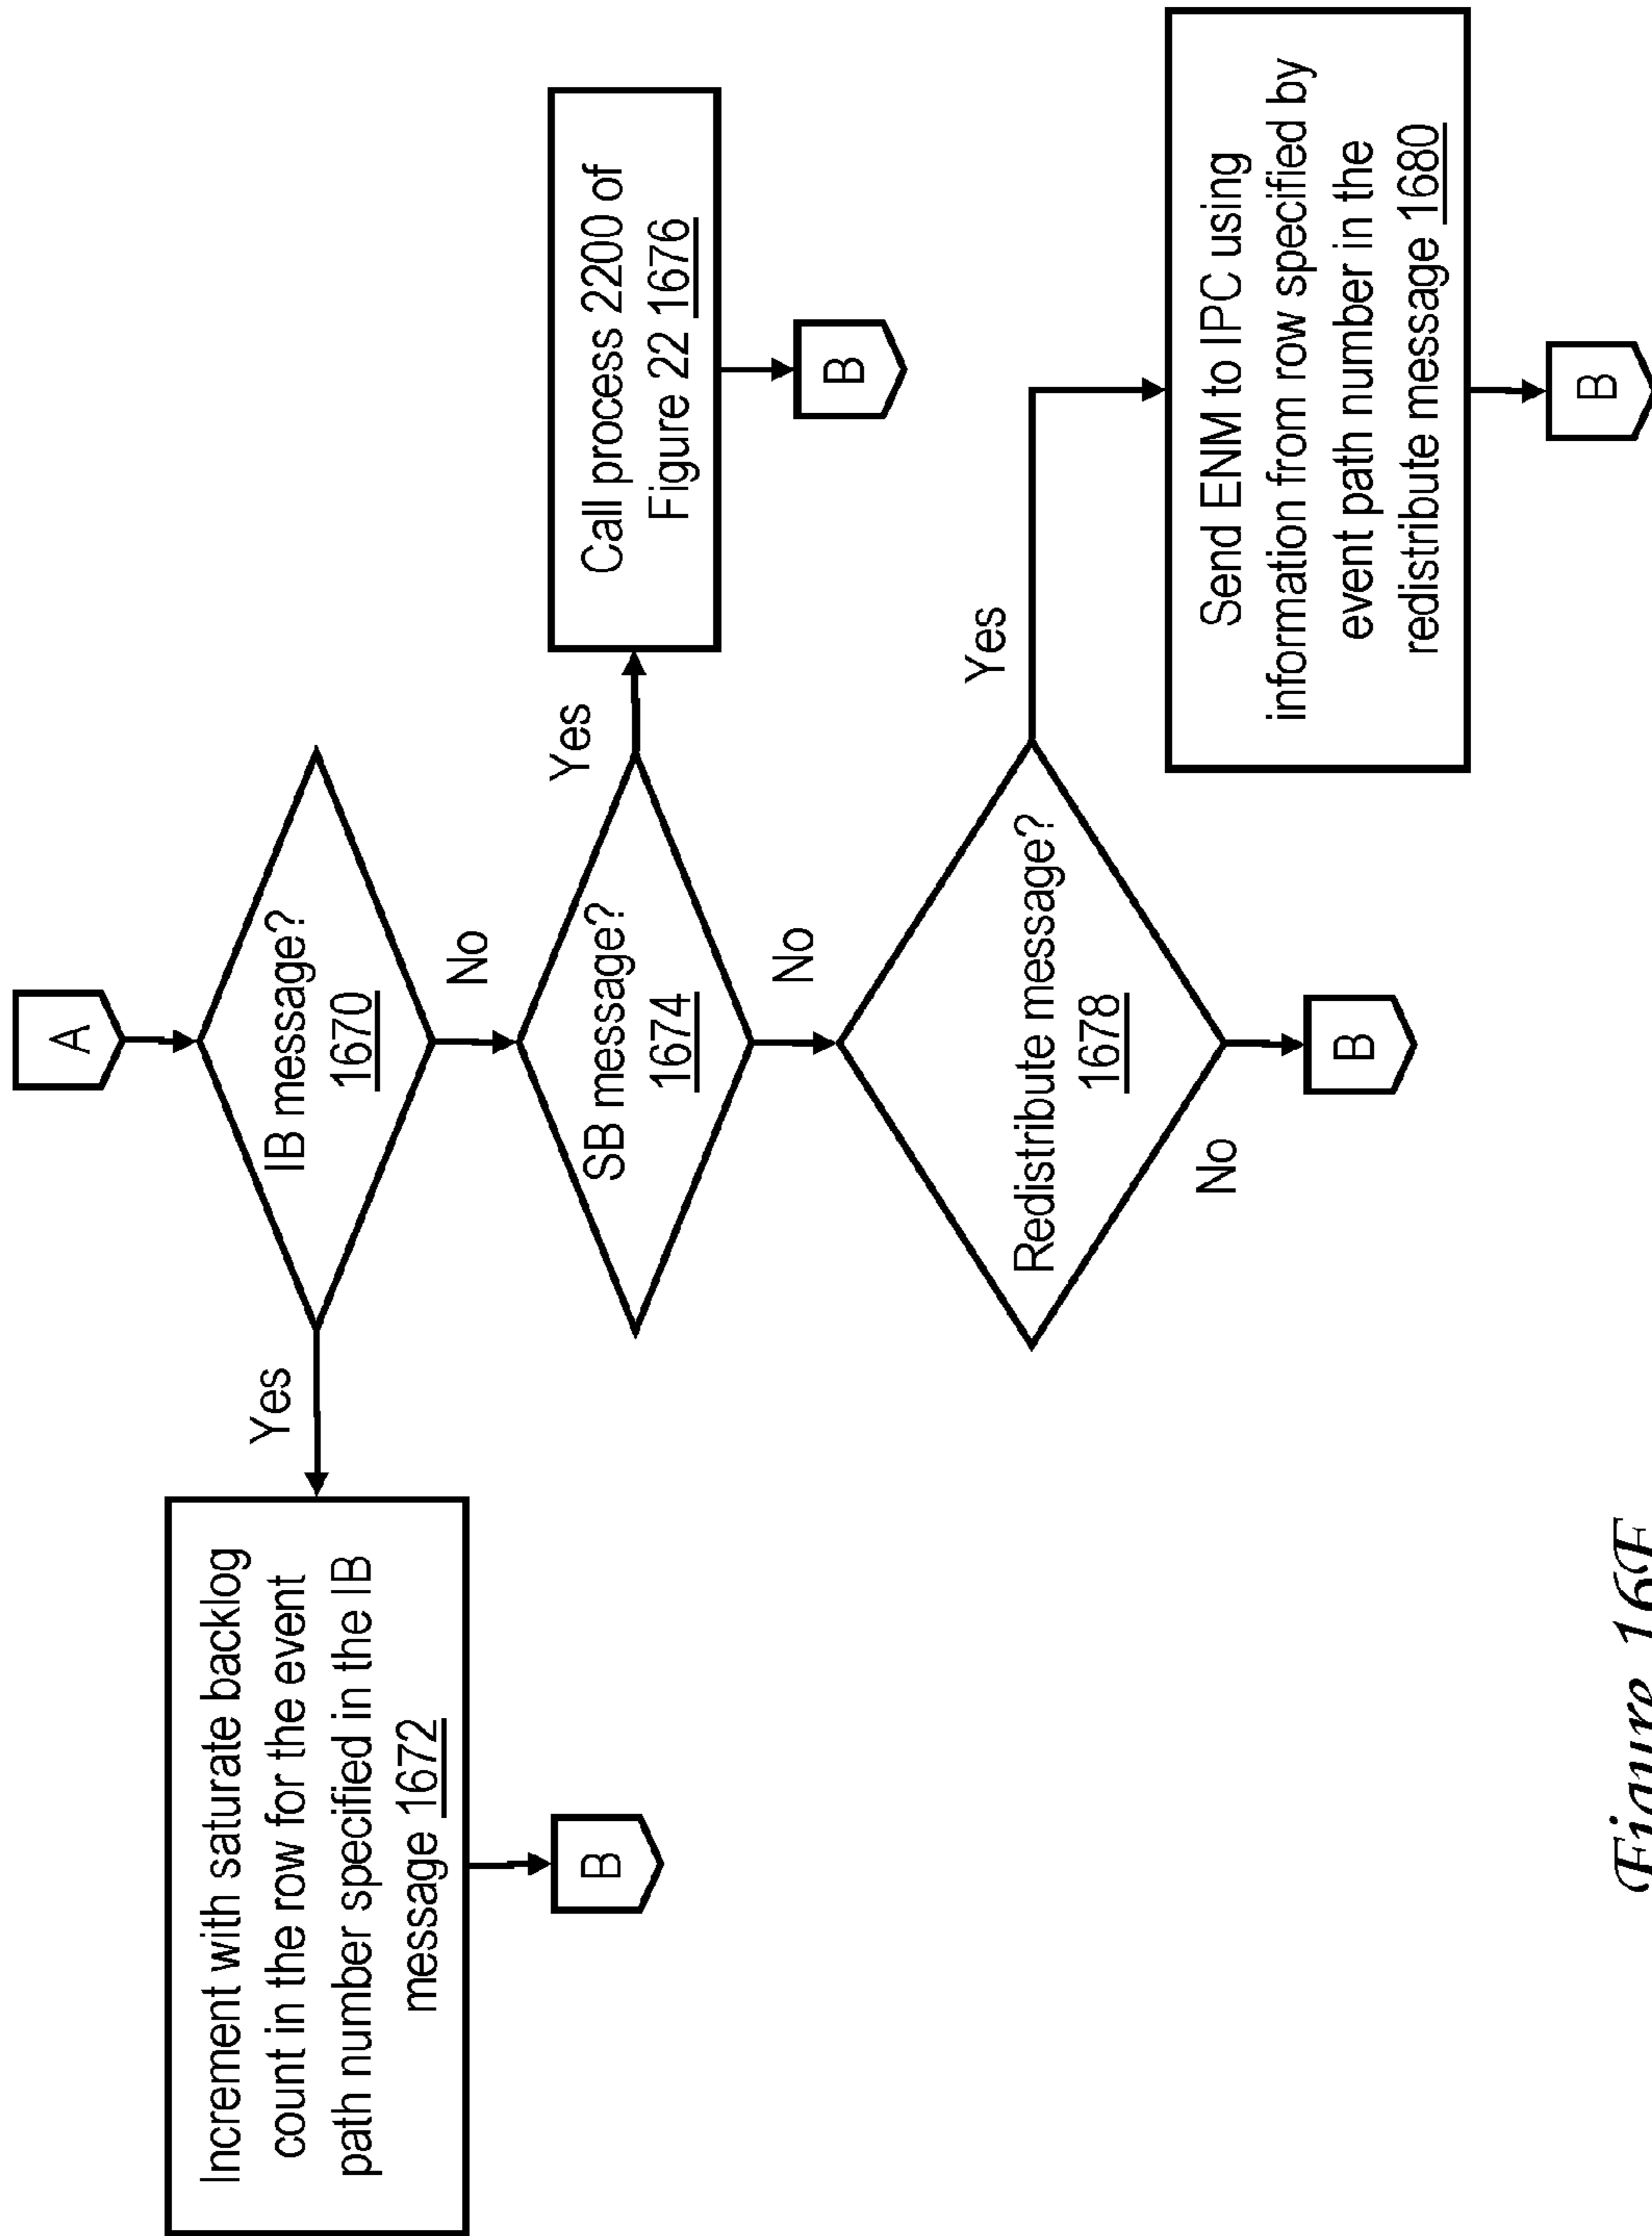 A
IB message?
1670
Yes
No
Increment with saturate backlog
count in the row for the event
path number specified in the IB
message 1672
B
SB message?
1674
Yes
No
Call process 2200 of
Figure 22 1676
B
Redistribute message?
1678
Yes
No
Send ENM to IPC using
information from row specified by
event path number in the
redistribute message 1680
B
B
Figure 16F